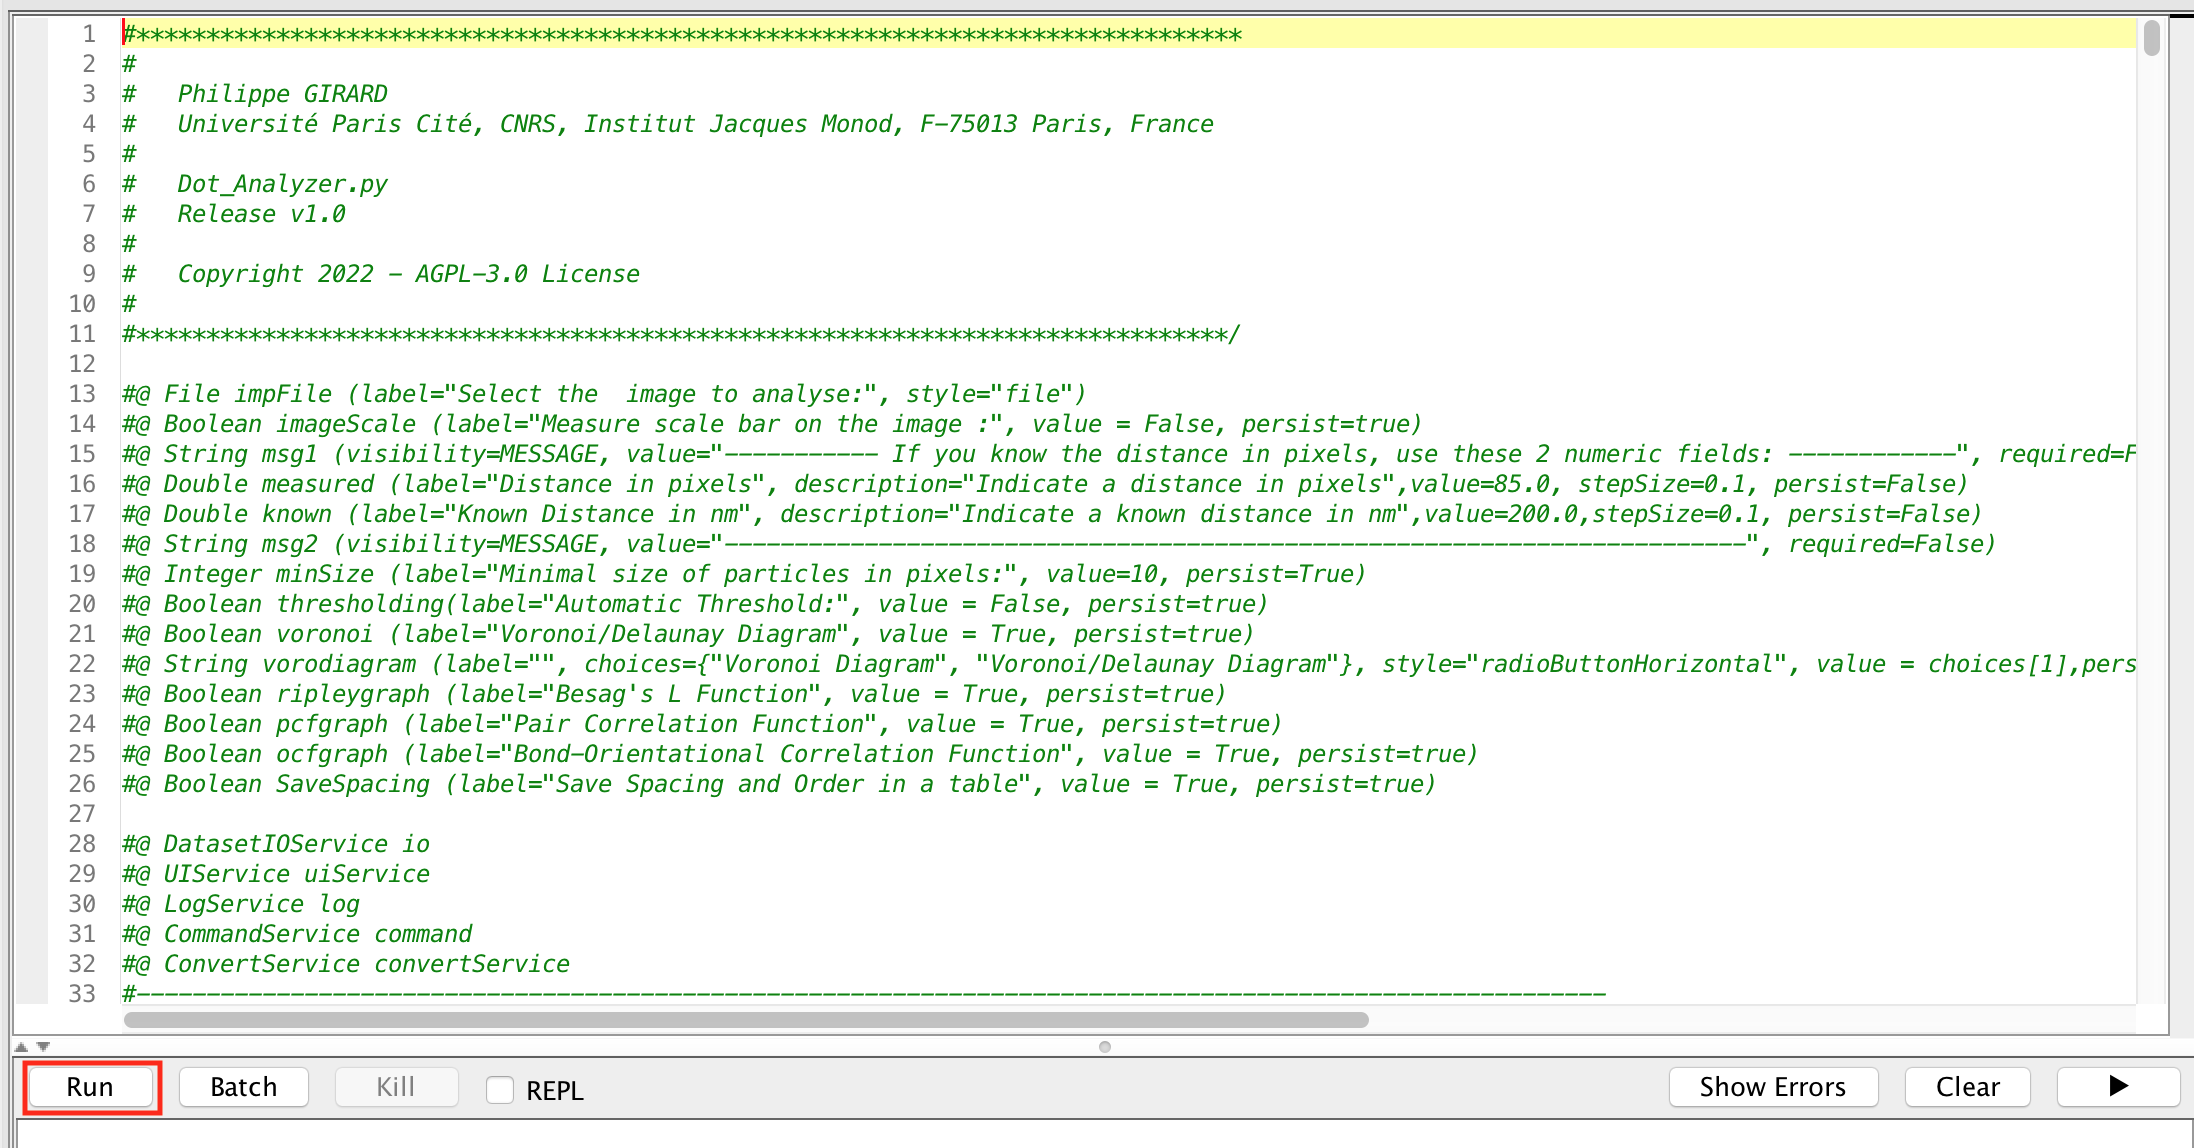 1 #*******************************************************************************
2 #
3 #   Philippe GIRARD
4 #   Université Paris Cité, CNRS, Institut Jacques Monod, F-75013 Paris, France
5 #
6 #   Dot_Analyzer.py
7 #   Release v1.0
8 #
9 #   Copyright 2022 - AGPL-3.0 License
10 #
11 #******************************************************************************/
12
13 #@ File impFile (label="Select the  image to analyse:", style="file")
14 #@ Boolean imageScale (label="Measure scale bar on the image :", value = False, persist=true)
15 #@ String msg1 (visibility=MESSAGE, value="----------- If you know the distance in pixels, use these 2 numeric fields: ------------", required=F
16 #@ Double measured (label="Distance in pixels", description="Indicate a distance in pixels",value=85.0, stepSize=0.1, persist=False)
17 #@ Double known (label="Known Distance in nm", description="Indicate a known distance in nm",value=200.0,stepSize=0.1, persist=False)
18 #@ String msg2 (visibility=MESSAGE, value="-------------------------------------------------------------------------", required=False)
19 #@ Integer minSize (label="Minimal size of particles in pixels:", value=10, persist=True)
20 #@ Boolean thresholding(label="Automatic Threshold:", value = False, persist=true)
21 #@ Boolean voronoi (label="Voronoi/Delaunay Diagram", value = True, persist=true)
22 #@ String vorodiagram (label="", choices={"Voronoi Diagram", "Voronoi/Delaunay Diagram"}, style="radioButtonHorizontal", value = choices[1],pers
23 #@ Boolean ripleygraph (label="Besag's L Function", value = True, persist=true)
24 #@ Boolean pcfgraph (label="Pair Correlation Function", value = True, persist=true)
25 #@ Boolean ocfgraph (label="Bond-Orientational Correlation Function", value = True, persist=true)
26 #@ Boolean SaveSpacing (label="Save Spacing and Order in a table", value = True, persist=true)
27
28 #@ DatasetIOService io
29 #@ UIService uiService
30 #@ LogService log
31 #@ CommandService command
32 #@ ConvertService convertService
33 #---------------------------------------------------------------------------------------------------------
Run Batch Kill REPL Show Errors Clear